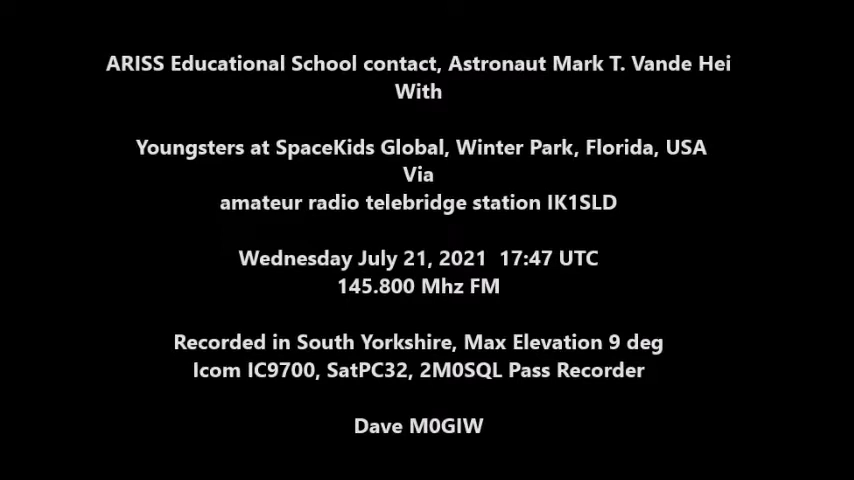 ARISS Educational School contact, Astronaut Mark T. Vande Hei
With
Youngsters at SpaceKids Global, Winter Park, Florida, USA
Via
amateur radio telebridge station IK1SLD
Wednesday July 21, 2021  17:47 UTC
145.800 Mhz FM
Recorded in South Yorkshire, Max Elevation 9 deg
Icom IC9700, SatPC32, 2M0SQL Pass Recorder
Dave M0GIW